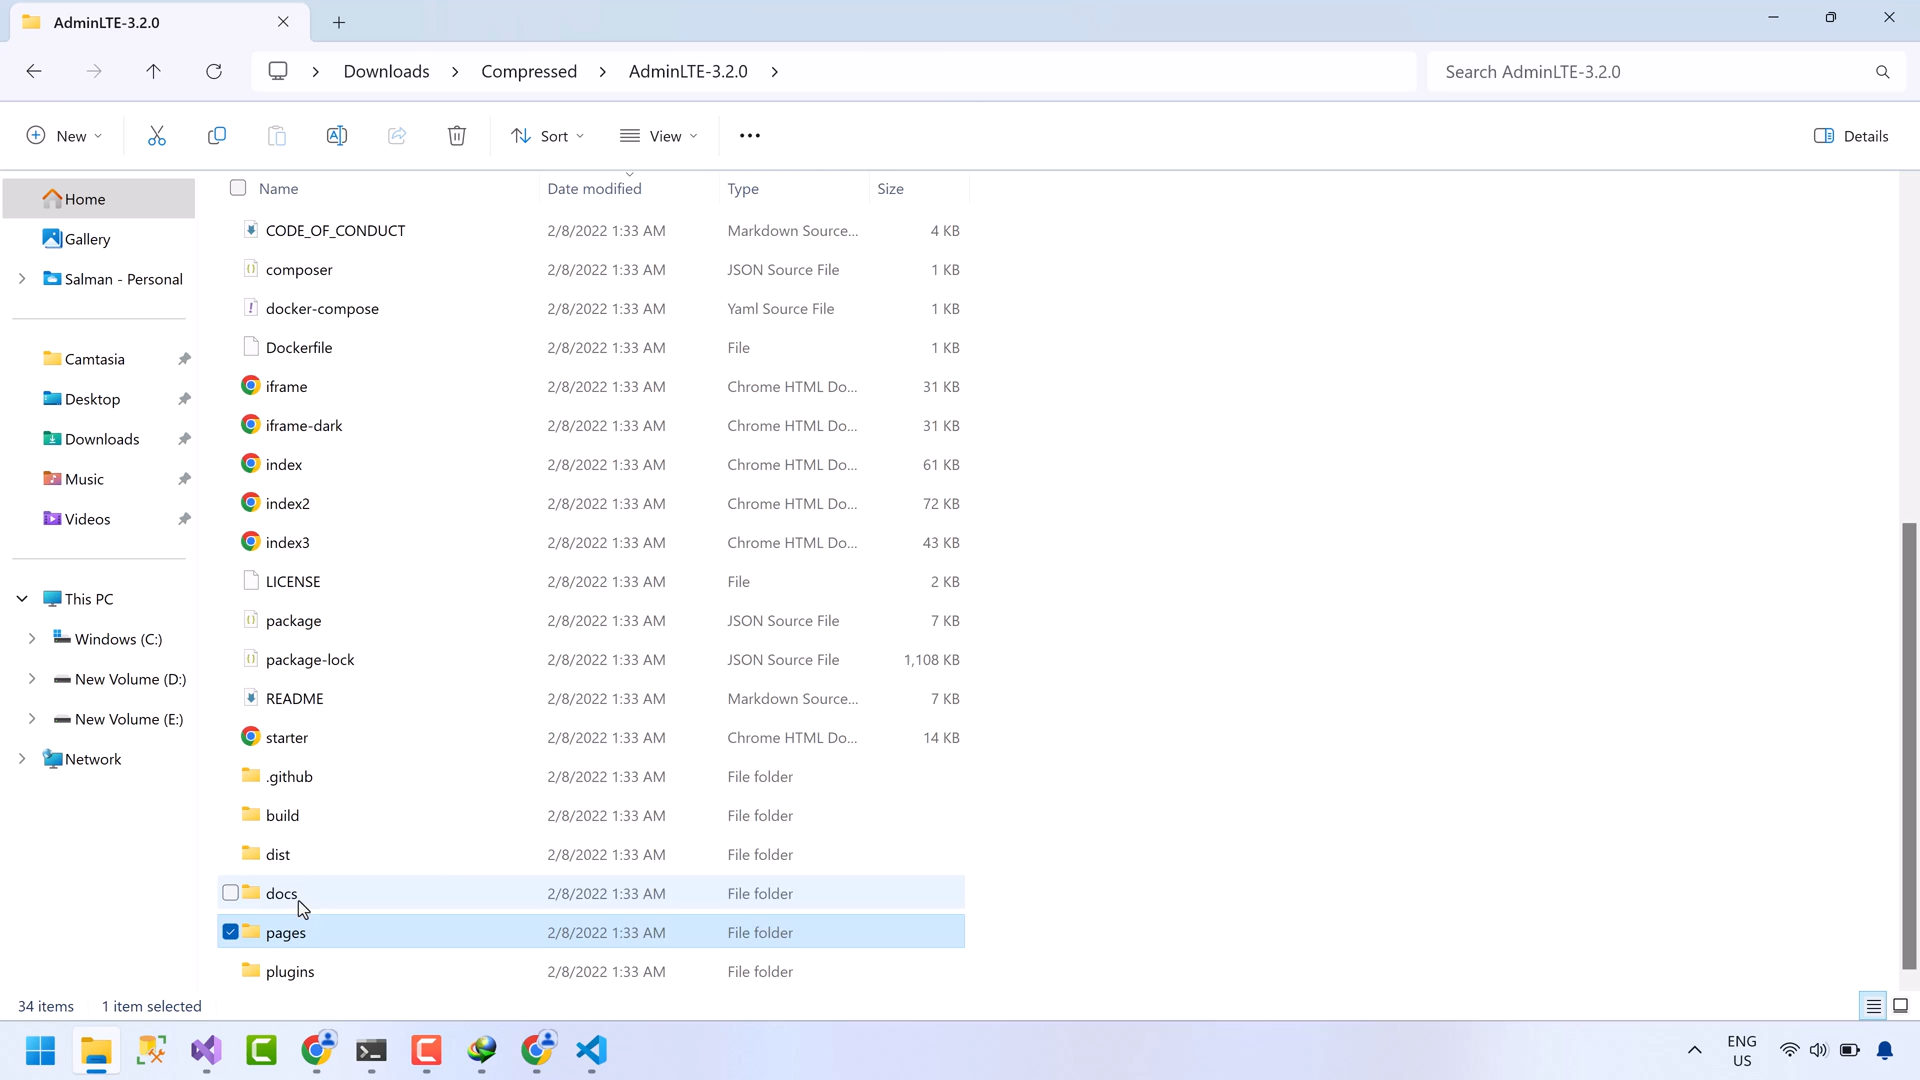 AdminLTE-3.2.0
Downloads
Compressed
AdminLTE-3.2.0
Search AdminLTE-3.2.0
New
Sort
View
Details
Home
Gallery
Salman - Personal
Camtasia
Desktop
Downloads
Music
Videos
This PC
Windows (C:)
New Volume (D:)
New Volume (E:)
Network
Name Date modified Type Size
CODE_OF_CONDUCT 2/8/2022 1:33 AM Markdown Source... 4 KB
composer 2/8/2022 1:33 AM JSON Source File 1 KB
docker-compose 2/8/2022 1:33 AM Yaml Source File 1 KB
Dockerfile 2/8/2022 1:33 AM File 1 KB
iframe 2/8/2022 1:33 AM Chrome HTML Do... 31 KB
iframe-dark 2/8/2022 1:33 AM Chrome HTML Do... 31 KB
index 2/8/2022 1:33 AM Chrome HTML Do... 61 KB
index2 2/8/2022 1:33 AM Chrome HTML Do... 72 KB
index3 2/8/2022 1:33 AM Chrome HTML Do... 43 KB
LICENSE 2/8/2022 1:33 AM File 2 KB
package 2/8/2022 1:33 AM JSON Source File 7 KB
package-lock 2/8/2022 1:33 AM JSON Source File 1,108 KB
README 2/8/2022 1:33 AM Markdown Source... 7 KB
starter 2/8/2022 1:33 AM Chrome HTML Do... 14 KB
.github 2/8/2022 1:33 AM File folder
build 2/8/2022 1:33 AM File folder
dist 2/8/2022 1:33 AM File folder
docs 2/8/2022 1:33 AM File folder
pages 2/8/2022 1:33 AM File folder
plugins 2/8/2022 1:33 AM File folder
34 items 1 item selected
ENG
US